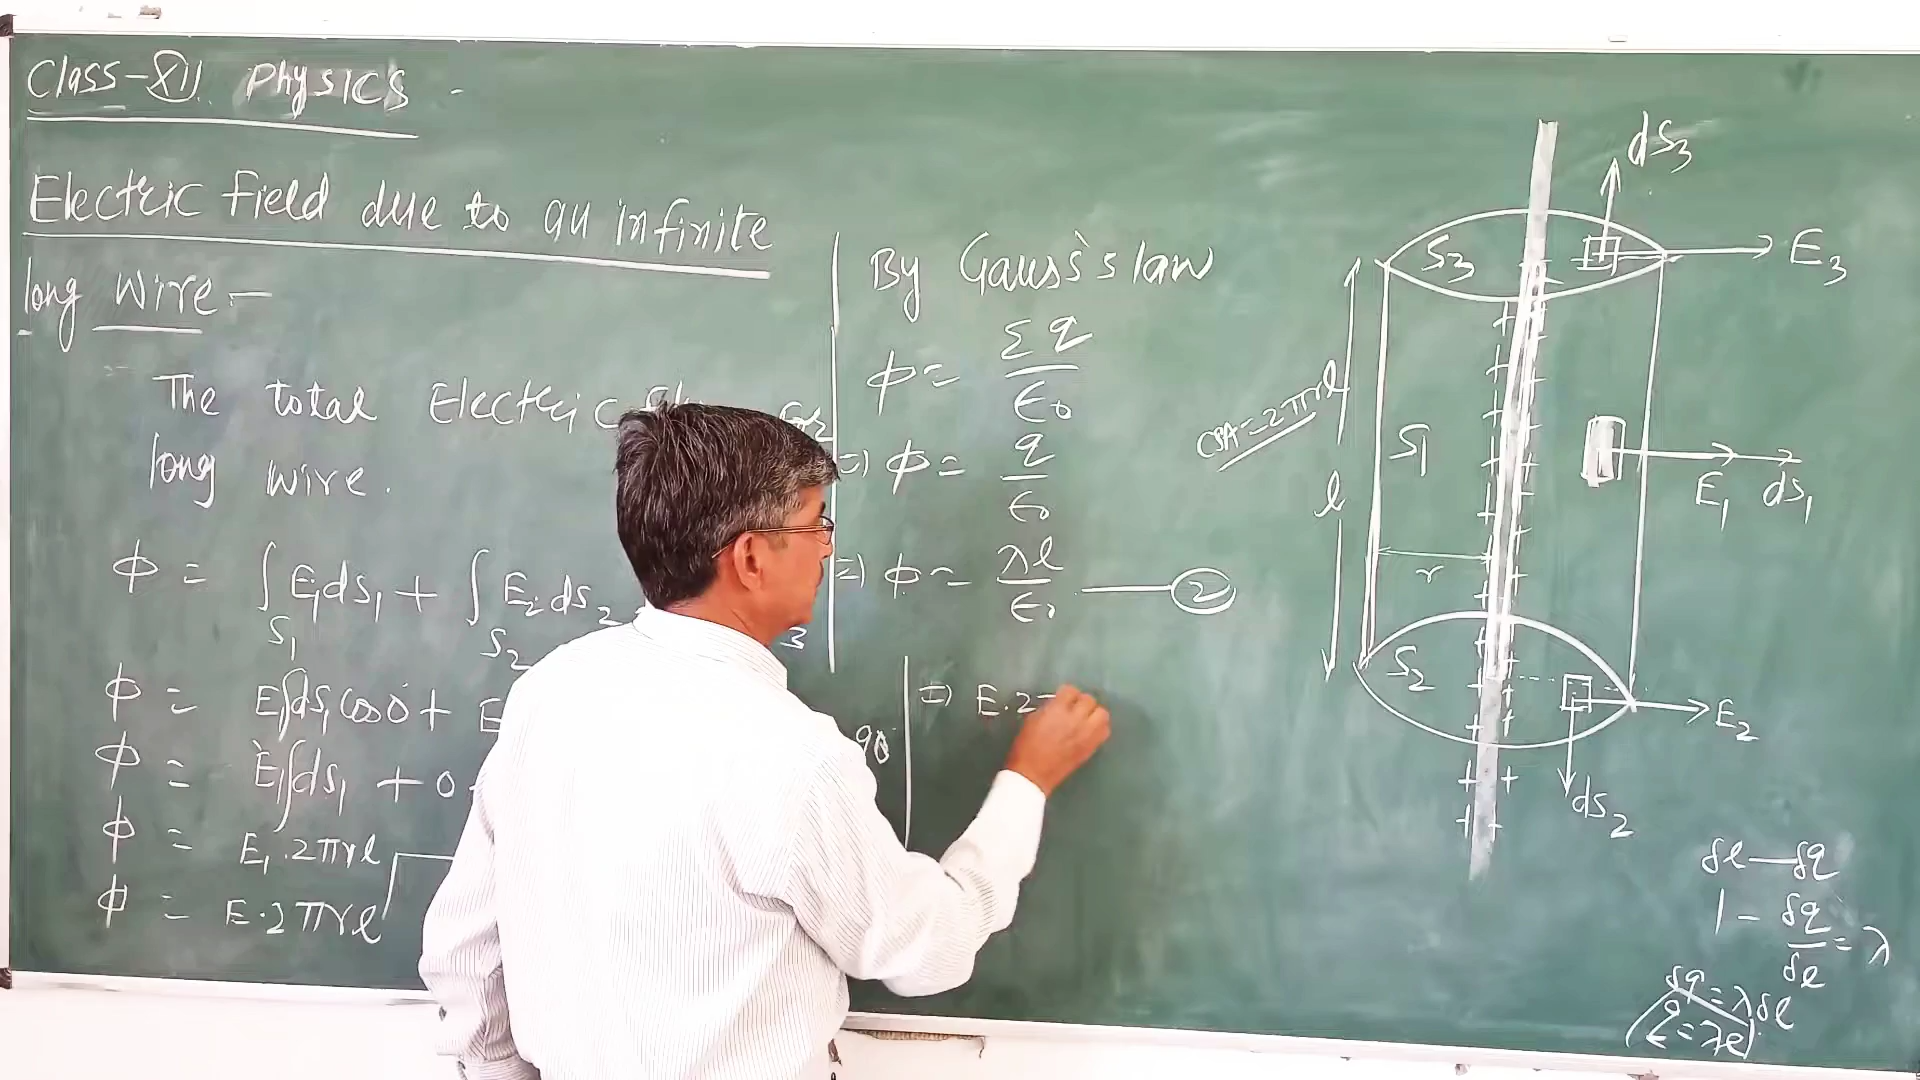 Class-XII Physics
Electric field due to an infinite
long wire:-
The total Electric
long wire.
ϕ = ∫S₁ E₁ds₁ + ∫S₂ E₂ds₂
3
ϕ = E₁∫ds₁ cos0 + E
90
ϕ = E₁∫ds₁ + 0
ϕ = E₁.2πrl
ϕ = E.2πrl
By Gauss's law
ϕ = Σq/ϵ₀
=) ϕ = q/ϵ₀
=) ϕ = λl/ϵ₀ — 2
=) E.2
dS₃
S₃
E₃
CSA=2πrl
l
S₁
E₁ ds₁
r
S₂
E₂
ds₂
δl — δq
1 - δq/δl = λ
δq = λδl
q = λl